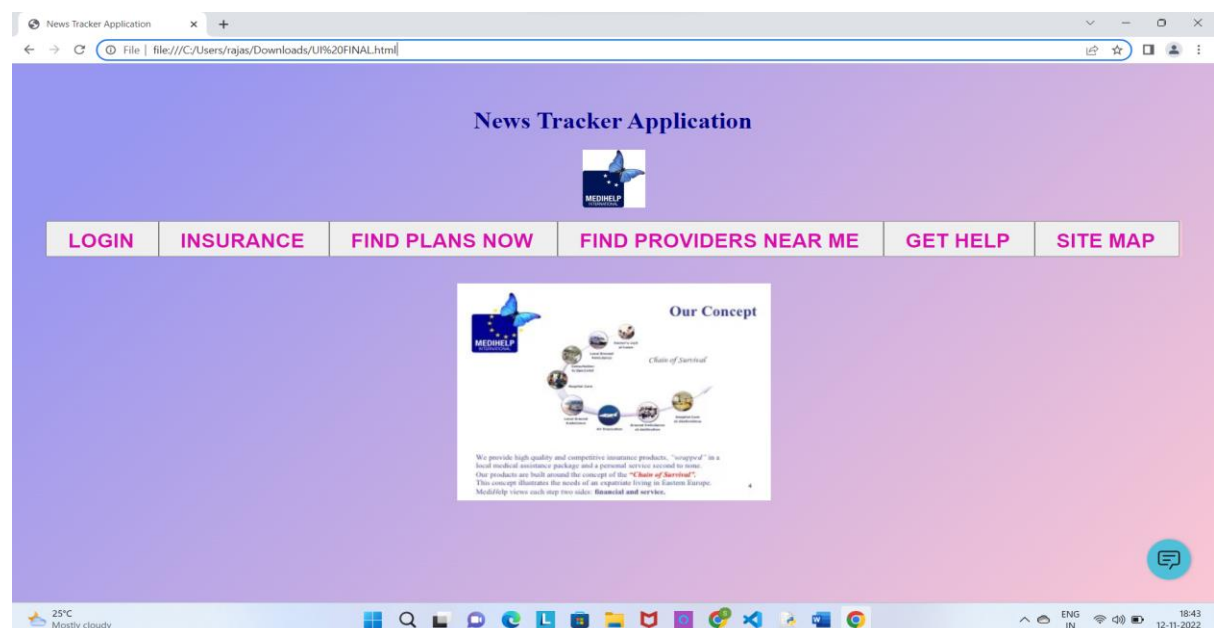 News Tracker Application
File | file:///C:/Users/rajas/Downloads/UI%20FINAL.html
News Tracker Application
MEDIHELP
INTERNATIONAL
LOGIN INSURANCE FIND PLANS NOW FIND PROVIDERS NEAR ME GET HELP SITE MAP
MEDIHELP
INTERNATIONAL
Our Concept
Chain of Survival
Hospital Care
We provide high quality and competitive insurance products, "wrapped" in a
local medical assistance package and a personal service second to none.
Our products are built around the concept of the "Chain of Survival".
This concept illustrates the needs of an expatriate living in Eastern Europe.
MediHelp views each step two sides: financial and service.
4
25°C
Mostly cloudy
ENG
IN
18:43
12-11-2022